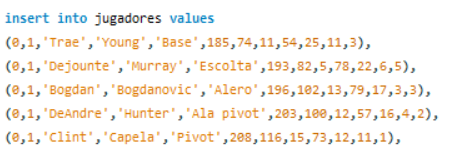 insert into jugadores values
(0,1,'Trae','Young','Base',185,74,11,54,25,11,3),
(0,1,'Dejounte','Murray','Escolta',193,82,5,78,22,6,5),
(0,1,'Bogdan','Bogdanovic','Alero',196,102,13,79,17,3,3),
(0,1,'DeAndre','Hunter','Ala pivot',203,100,12,57,16,4,2),
(0,1,'Clint','Capela','Pivot',208,116,15,73,12,11,1),